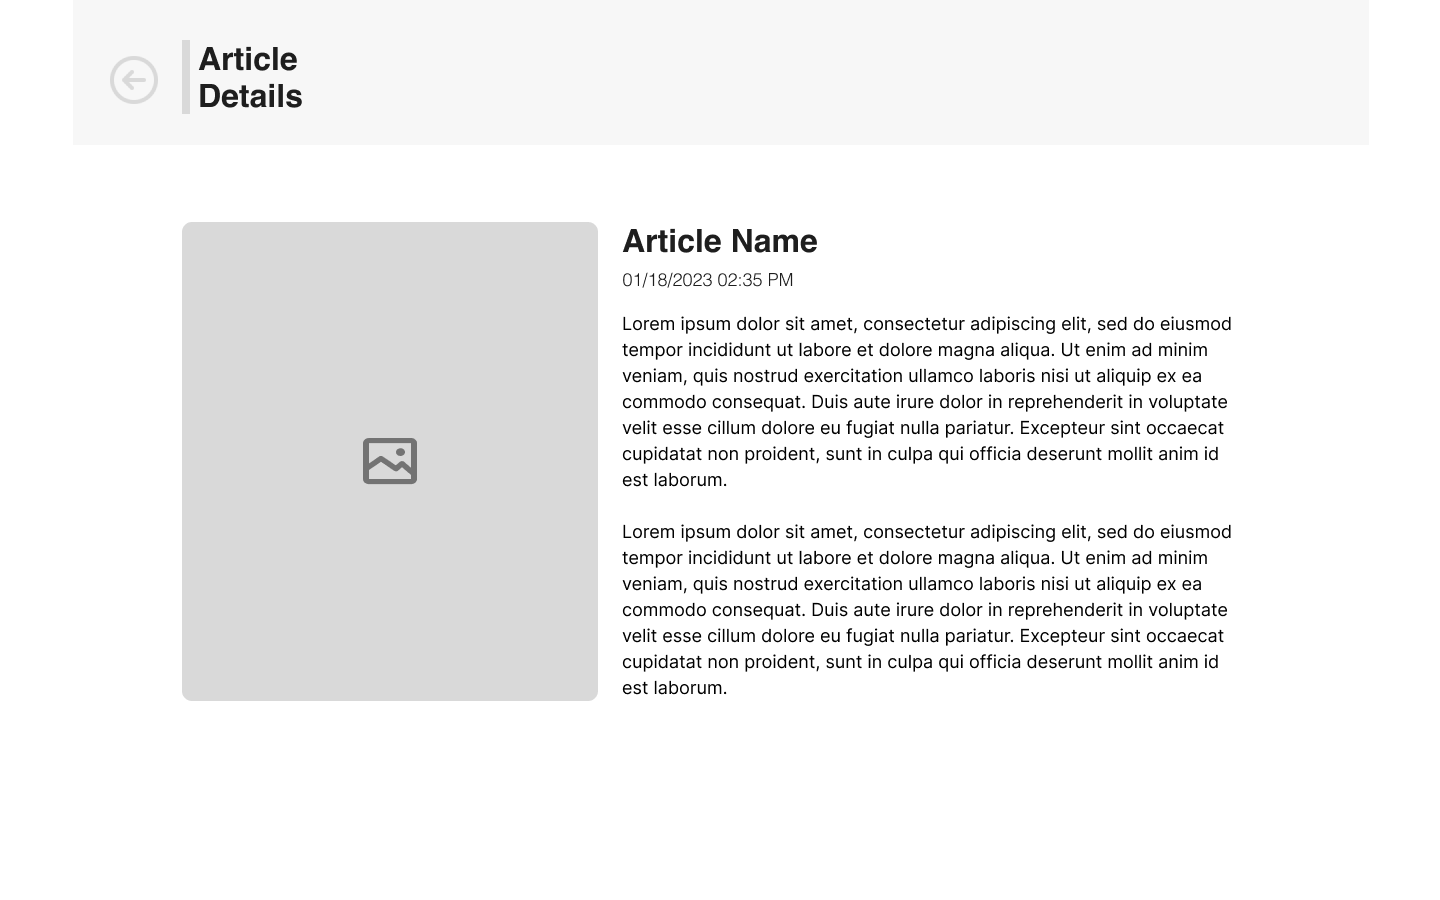 Article
Details
Article Name
01/18/2023 02:35 PM
Lorem ipsum dolor sit amet, consectetur adipiscing elit, sed do eiusmod
tempor incididunt ut labore et dolore magna aliqua. Ut enim ad minim
veniam, quis nostrud exercitation ullamco laboris nisi ut aliquip ex ea
commodo consequat. Duis aute irure dolor in reprehenderit in voluptate
velit esse cillum dolore eu fugiat nulla pariatur. Excepteur sint occaecat
cupidatat non proident, sunt in culpa qui officia deserunt mollit anim id
est laborum.
Lorem ipsum dolor sit amet, consectetur adipiscing elit, sed do eiusmod
tempor incididunt ut labore et dolore magna aliqua. Ut enim ad minim
veniam, quis nostrud exercitation ullamco laboris nisi ut aliquip ex ea
commodo consequat. Duis aute irure dolor in reprehenderit in voluptate
velit esse cillum dolore eu fugiat nulla pariatur. Excepteur sint occaecat
cupidatat non proident, sunt in culpa qui officia deserunt mollit anim id
est laborum.